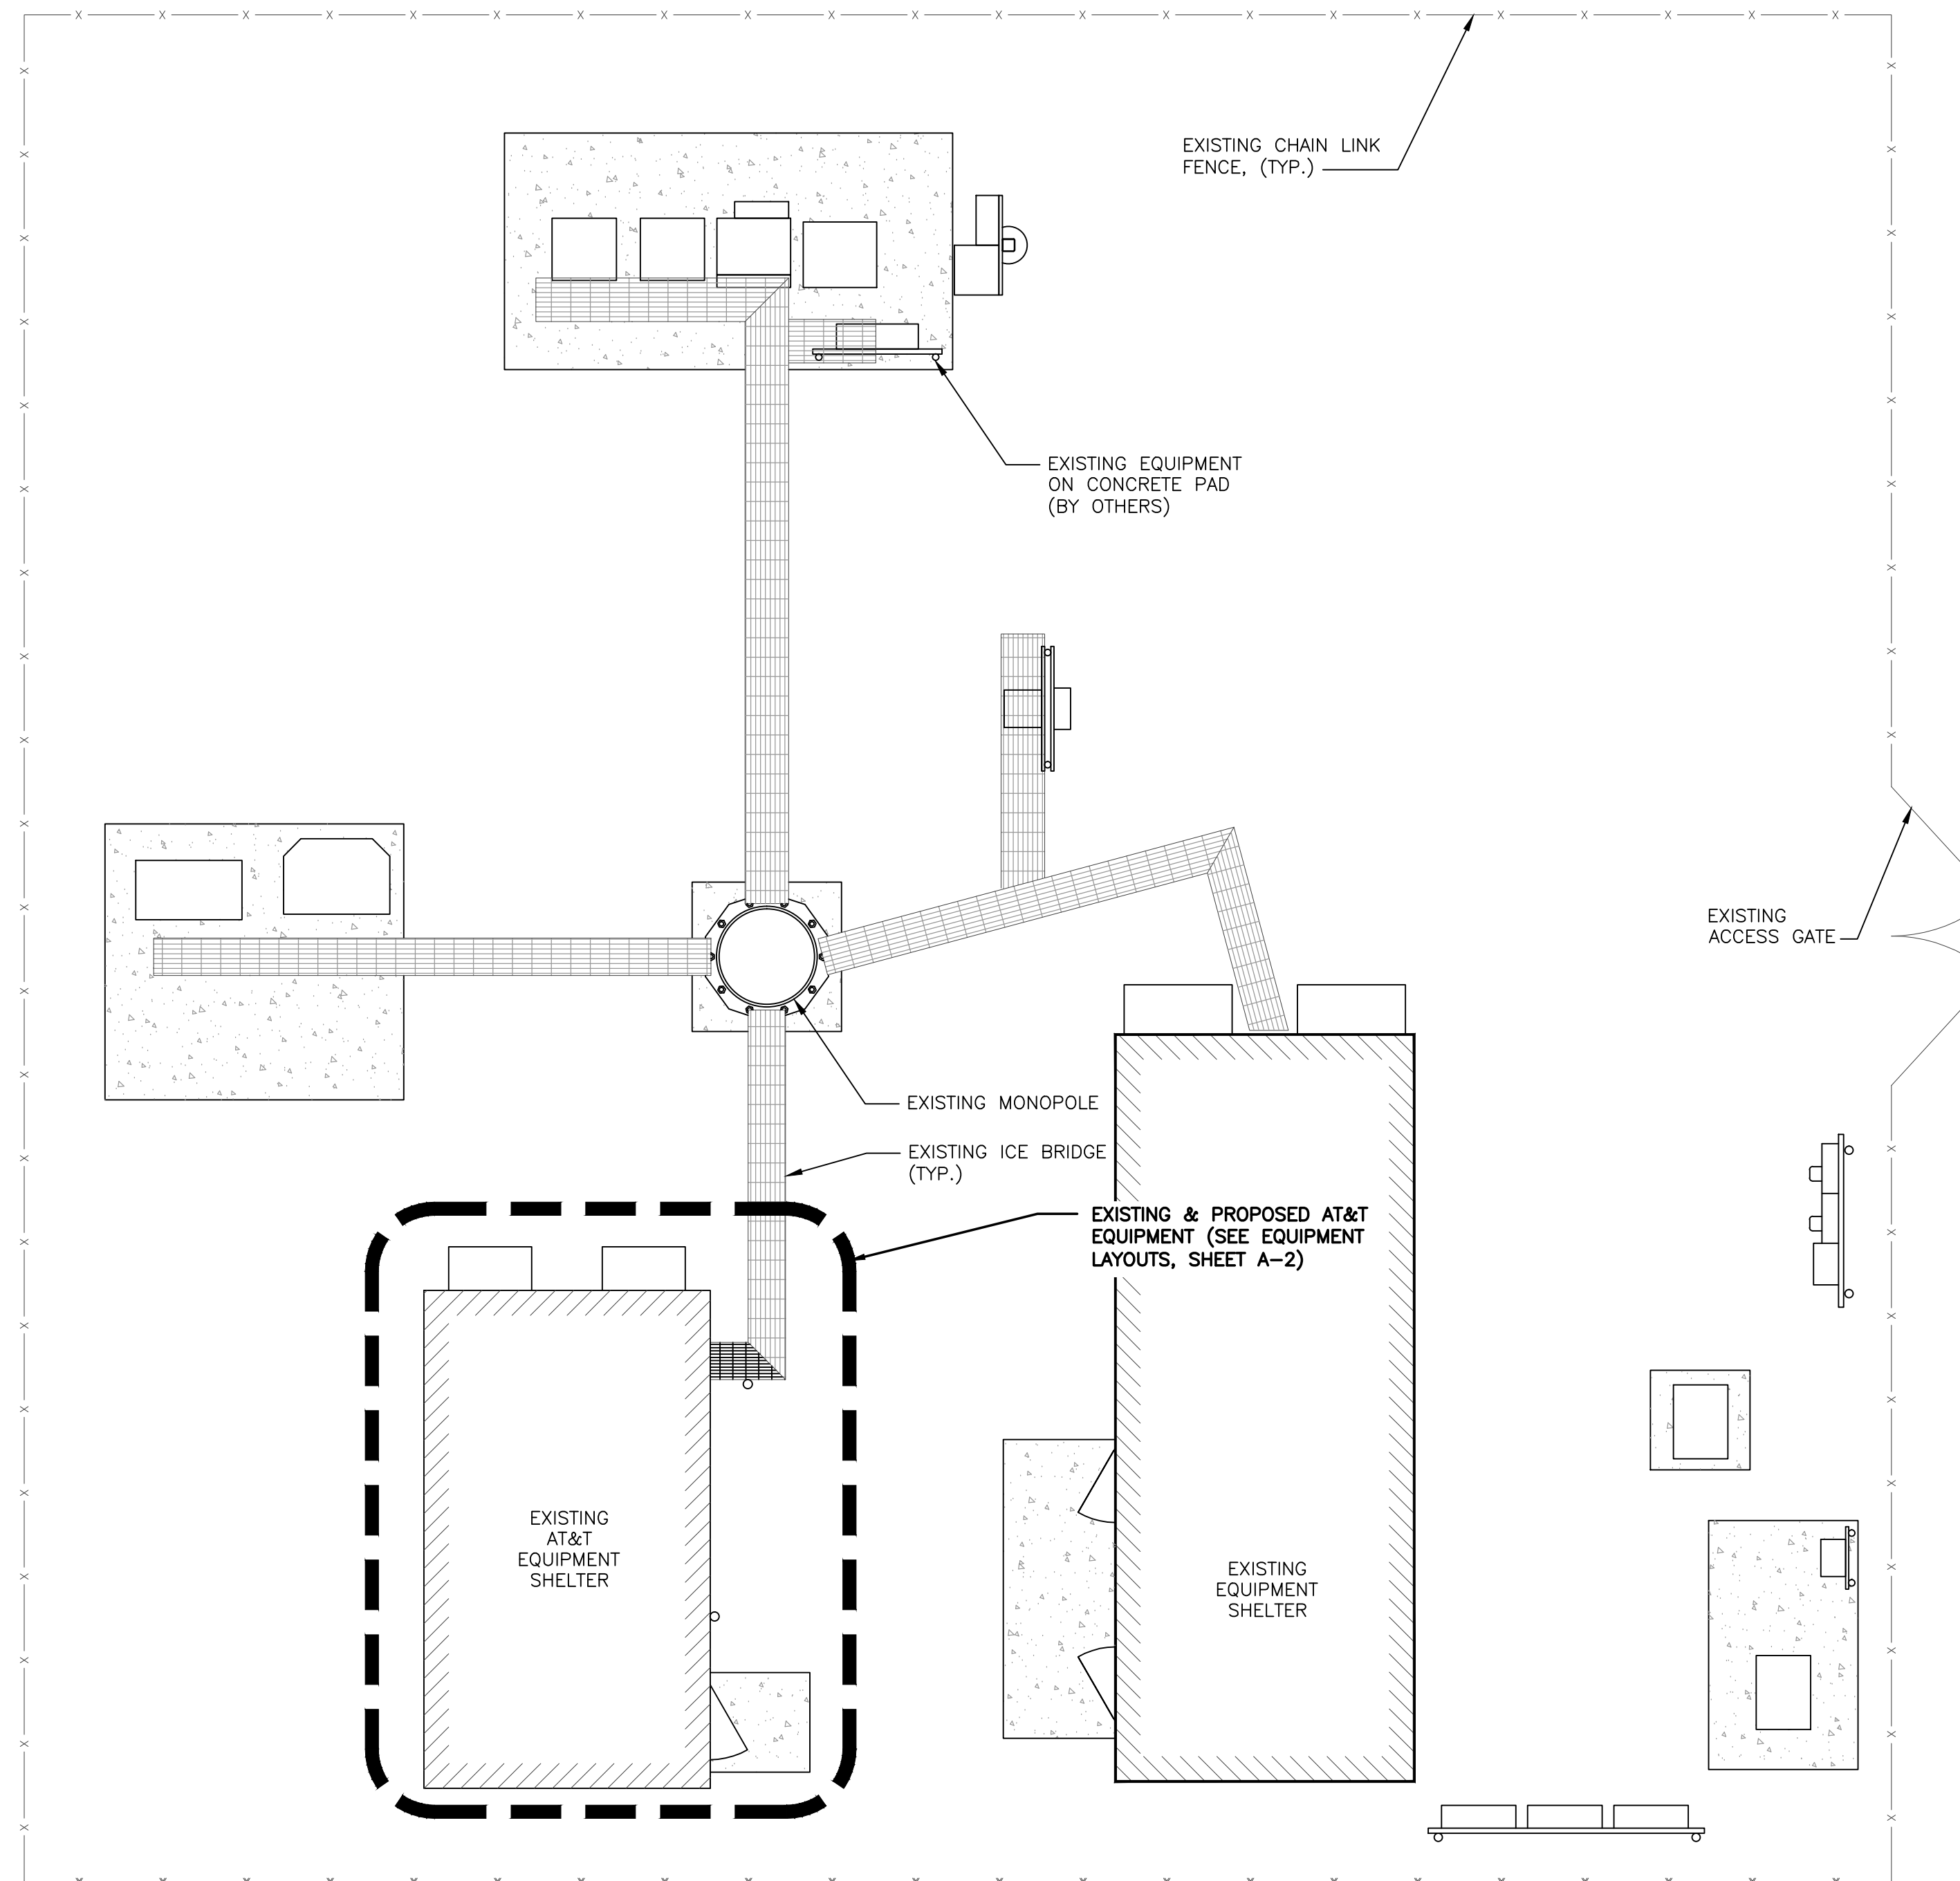 EXISTING CHAIN LINK
FENCE, (TYP.)
EXISTING EQUIPMENT
ON CONCRETE PAD
(BY OTHERS)
EXISTING
ACCESS GATE
EXISTING MONOPOLE
EXISTING ICE BRIDGE
(TYP.)
EXISTING & PROPOSED AT&T
EQUIPMENT (SEE EQUIPMENT
LAYOUTS, SHEET A-2)
EXISTING
AT&T
EQUIPMENT
SHELTER
EXISTING
EQUIPMENT
SHELTER